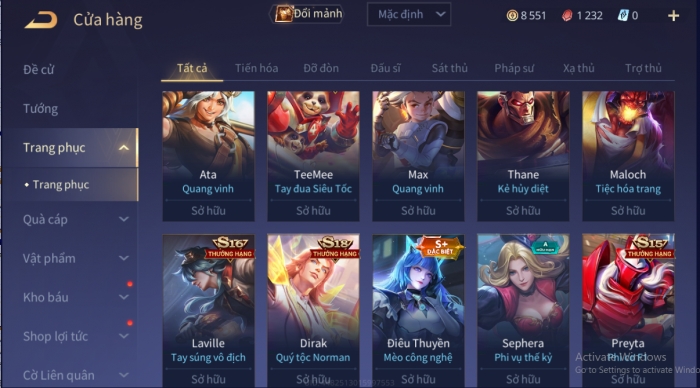 Cửa hàng
Đổi mảnh
Mặc định
8 551
1 232
0
Đề cử
Tướng
Trang phục
Trang phục
Quà cáp
Vật phẩm
Kho báu
Shop lợi tức
Cờ Liên quân
Tất cả
Tiến hóa
Đỡ đòn
Đấu sĩ
Sát thủ
Pháp sư
Xạ thủ
Trợ thủ
Ata
Quang vinh
Sở hữu
TeeMee
Tay đua Siêu Tốc
Sở hữu
Max
Quang vinh
Sở hữu
Thane
Kẻ hủy diệt
Sở hữu
Maloch
Tiệc hóa trang
Sở hữu
S16
THƯỞNG HẠNG
Laville
Tay súng vô địch
Sở hữu
S18
THƯỞNG HẠNG
Dirak
Quý tộc Norman
Sở hữu
S+
ĐẶC BIỆT
Điêu Thuyền
Mèo công nghệ
Sở hữu
A
Sephera
Phi vụ thế kỷ
Sở hữu
S15
THƯỞNG HẠNG
Preyta
Sở hữu
Activate Windows
Go to Settings to activate Wind